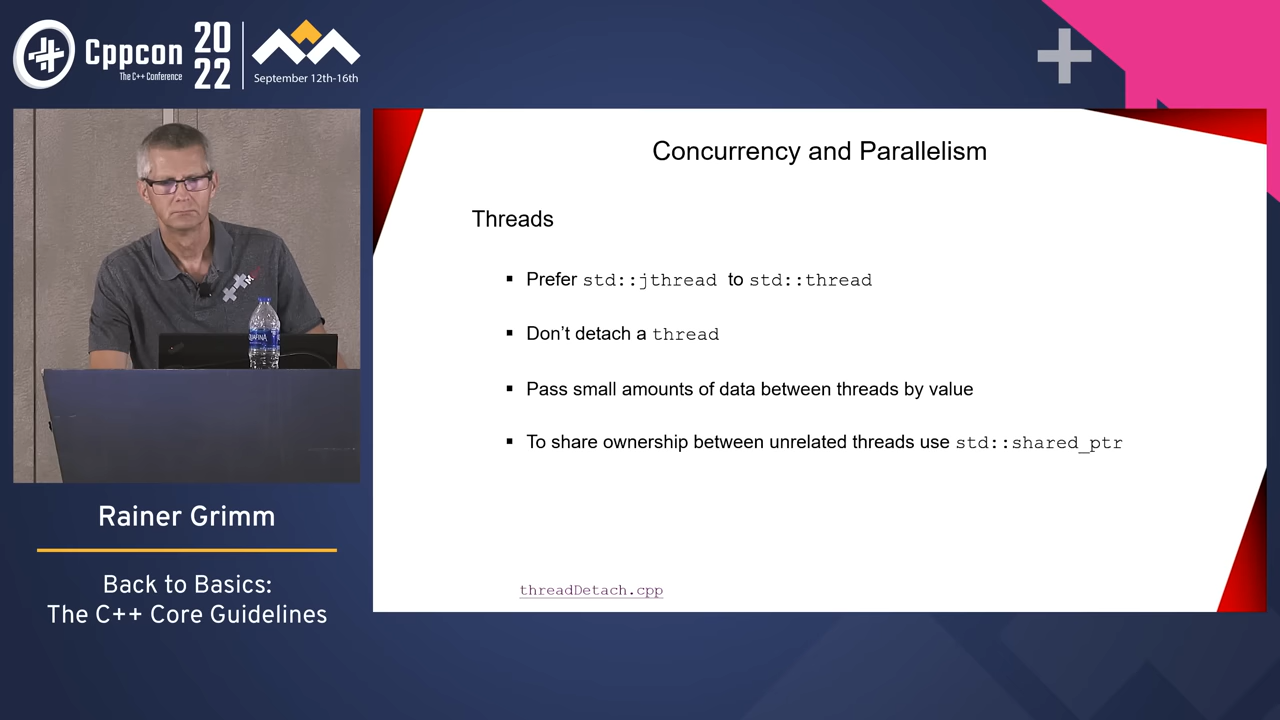 Cppcon
The C++ Conference
20
22
September 12th-16th
Concurrency and Parallelism
Threads
▪ Prefer std::jthread to std::thread
▪ Don't detach a thread
▪ Pass small amounts of data between threads by value
▪ To share ownership between unrelated threads use std::shared_ptr
threadDetach.cpp
Rainer Grimm
Back to Basics:
The C++ Core Guidelines